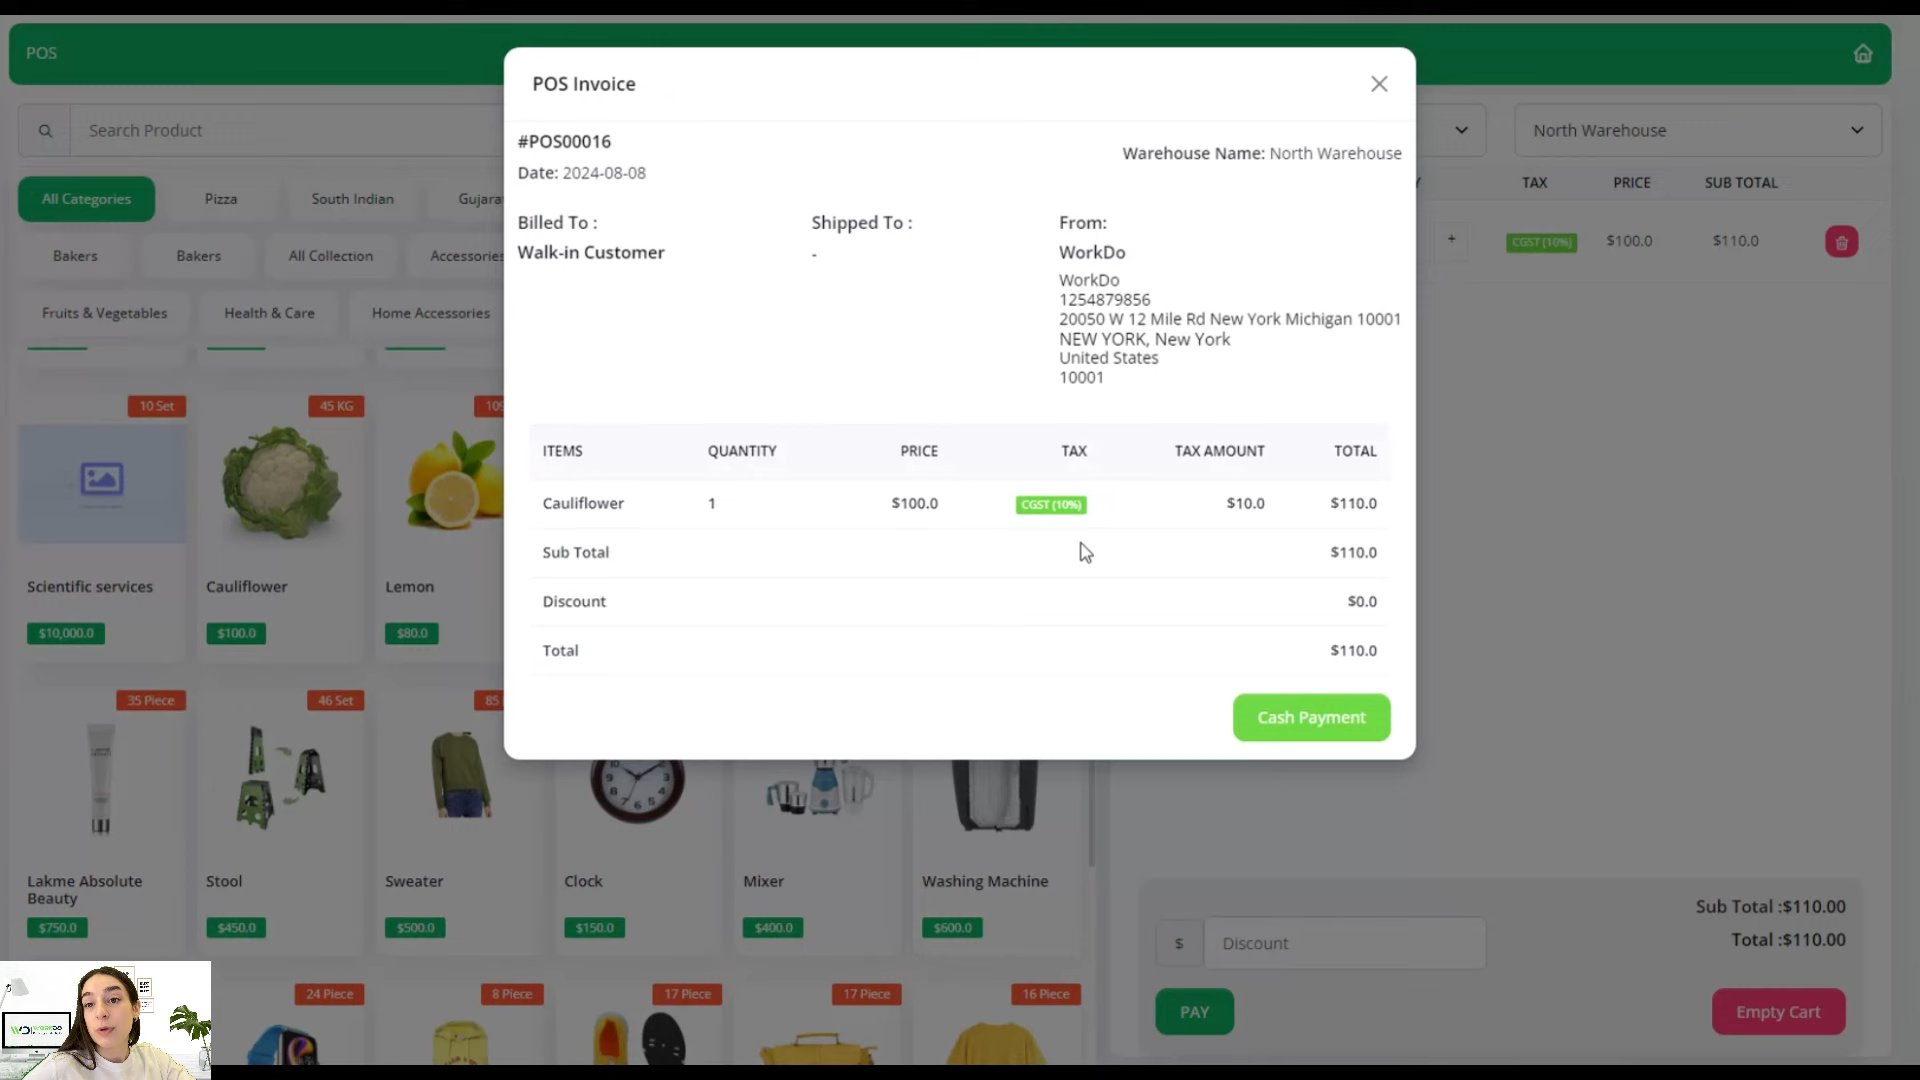 POS
Search Product
North Warehouse
All Categories
Pizza
South Indian
Gujara
Bakers
Bakers
All Collection
Accessories
Fruits & Vegetables
Health & Care
Home Accessories
TAX
PRICE
SUB TOTAL
+
CGST (10%)
$100.0
$110.0
POS Invoice
#POS00016
Date: 2024-08-08
Warehouse Name: North Warehouse
Billed To :
Walk-in Customer
Shipped To :
-
From:
WorkDo
WorkDo
1254879856
20050 W 12 Mile Rd New York Michigan 10001
NEW YORK, New York
United States
10001
ITEMS QUANTITY PRICE TAX TAX AMOUNT TOTAL
Cauliflower 1 $100.0 CGST (10%) $10.0 $110.0
Sub Total $110.0
Discount $0.0
Total $110.0
Cash Payment
10 Set
45 KG
109
Scientific services
Cauliflower
Lemon
$10,000.0
$100.0
$80.0
35 Piece
46 Set
85
Lakme Absolute
Beauty
Stool
Sweater
Clock
Mixer
Washing Machine
$750.0
$450.0
$500.0
$150.0
$400.0
$600.0
24 Piece
8 Piece
17 Piece
17 Piece
16 Piece
Sub Total :$110.00
Total :$110.00
$
Discount
PAY
Empty Cart